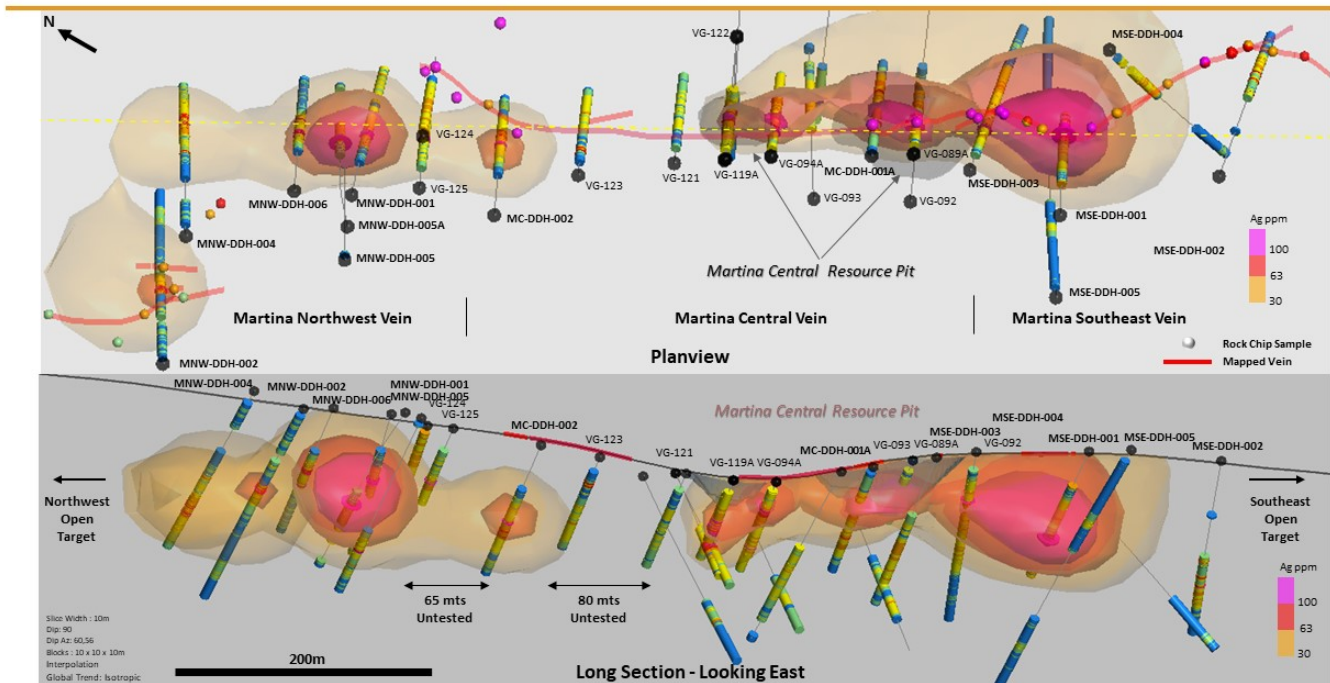 N
VG-122
MSE-DDH-004
VG-124
MNW-DDH-006
MNW-DDH-001
VG-125
VG-123
VG-121
VG-119A
VG-094A
MC-DDH-001A
VG-089A
MSE-DDH-003
MNW-DDH-004
MNW-DDH-005A
MC-DDH-002
VG-093
VG-092
MSE-DDH-001
MNW-DDH-005
MSE-DDH-002
MSE-DDH-005
Martina Central Resource Pit
Ag ppm
100
63
30
Martina Northwest Vein
Martina Central Vein
Martina Southeast Vein
Rock Chip Sample
Mapped Vein
Planview
MNW-DDH-002
MNW-DDH-004
MNW-DDH-002
MNW-DDH-006
MNW-DDH-001
MNW-DDH-005
VG-124
VG-125
MC-DDH-002
VG-123
VG-121
VG-119A
VG-094A
Martina Central Resource Pit
MC-DDH-001A
VG-093
VG-089A
MSE-DDH-003
VG-092
MSE-DDH-004
MSE-DDH-001
MSE-DDH-005
MSE-DDH-002
Northwest
Open
Target
Southeast
Open
Target
65 mts
Untested
80 mts
Untested
Ag ppm
100
63
30
Slice Width : 10m
Dip: 90
Dip Az: 60,56
Blocks : 10 x 10 x 10m
Interpolation
Global Trend: Isotropic
200m
Long Section - Looking East